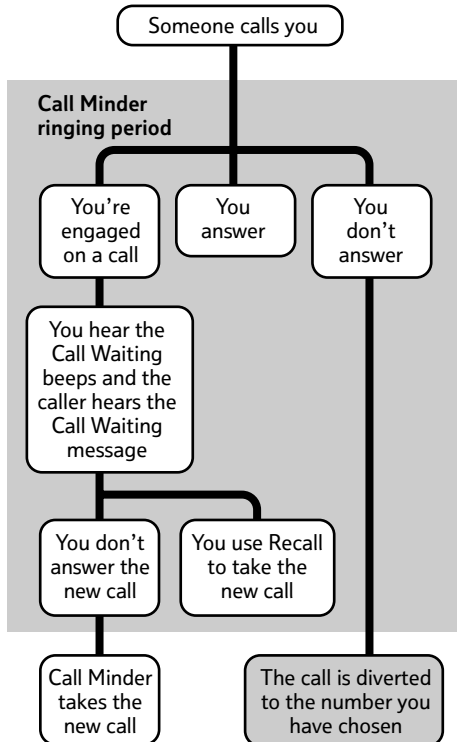 Someone calls you
Call Minder
ringing period
You're
engaged
on a call
You
answer
You
don't
answer
You hear the
Call Waiting
beeps and the
caller hears the
Call Waiting
message
You don't
answer the
new call
You use Recall
to take the
new call
Call Minder
takes the
new call
The call is diverted
to the number you
have chosen